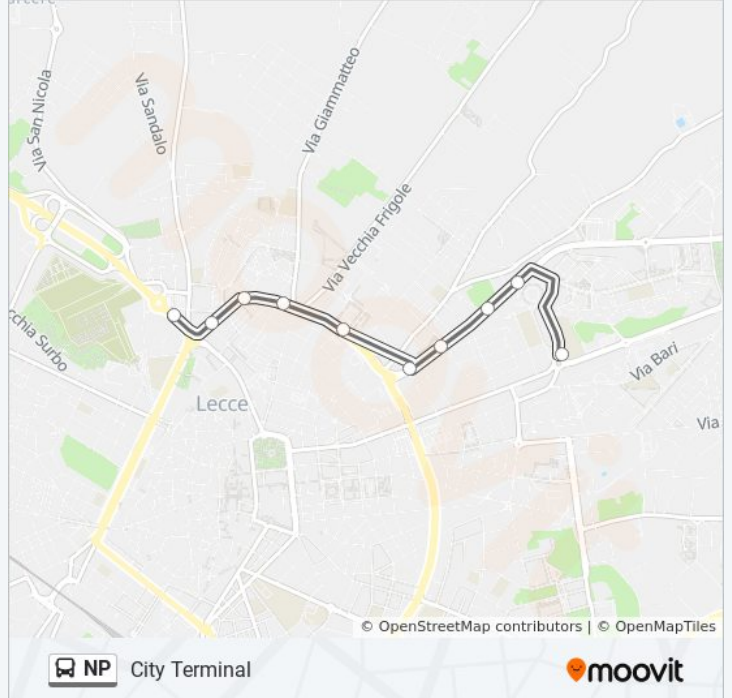 Via San Nicola
Via Sandalo
Via Giammatteo
Via Vecchia Frigole
cchia Surbo
Lecce
Via Bari
Via
© OpenStreetMap contributors | © OpenMapTiles
NP City Terminal
moovit